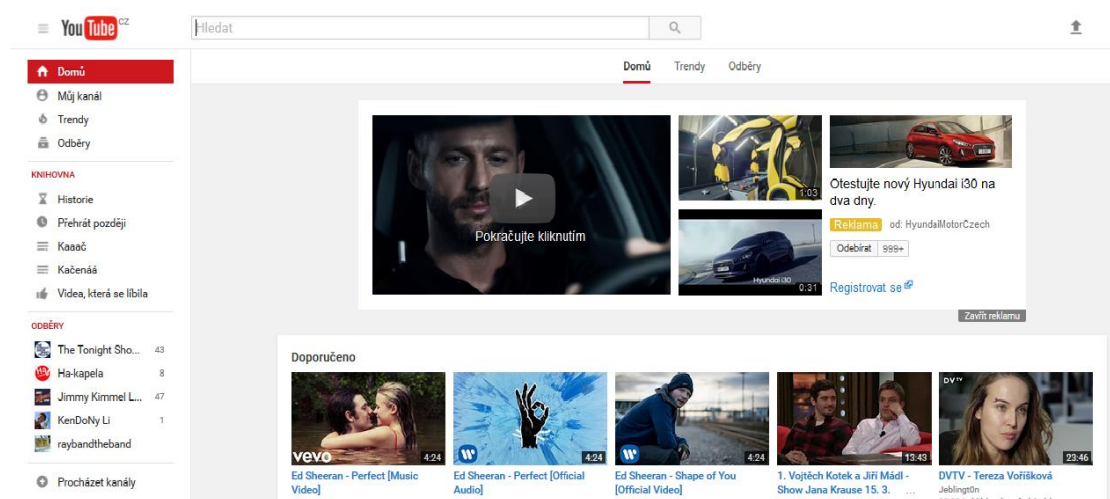 YouTube CZ
Hledat
Domů
Můj kanál
Trendy
Odběry
KNIHOVNA
Historie
Přehrát později
Kaaač
Kačenáá
Videa, která se líbila
ODBĚRY
The Tonight Sho... 43
Ha-kapela 8
Jimmy Kimmel L... 47
KenDoNy Li 1
raybandtheband
Procházet kanály
Domů Trendy Odběry
Pokračujte kliknutím
1:03
Hyundai i30
0:31
Otestujte nový Hyundai i30 na
dva dny.
Reklama od: HyundaiMotorCzech
Odebírat 999+
Registrovat se
Zavřít reklamu
Doporučeno
vevo 4:24
Ed Sheeran - Perfect [Music
Video]
4:24
Ed Sheeran - Perfect [Official
Audio]
4:24
Ed Sheeran - Shape of You
[Official Video]
13:43
1. Vojtěch Kotek a Jiří Mádl -
Show Jana Krause 15. 3. ...
DVTV
23:46
DVTV - Tereza Voříšková
Jeblingt0n